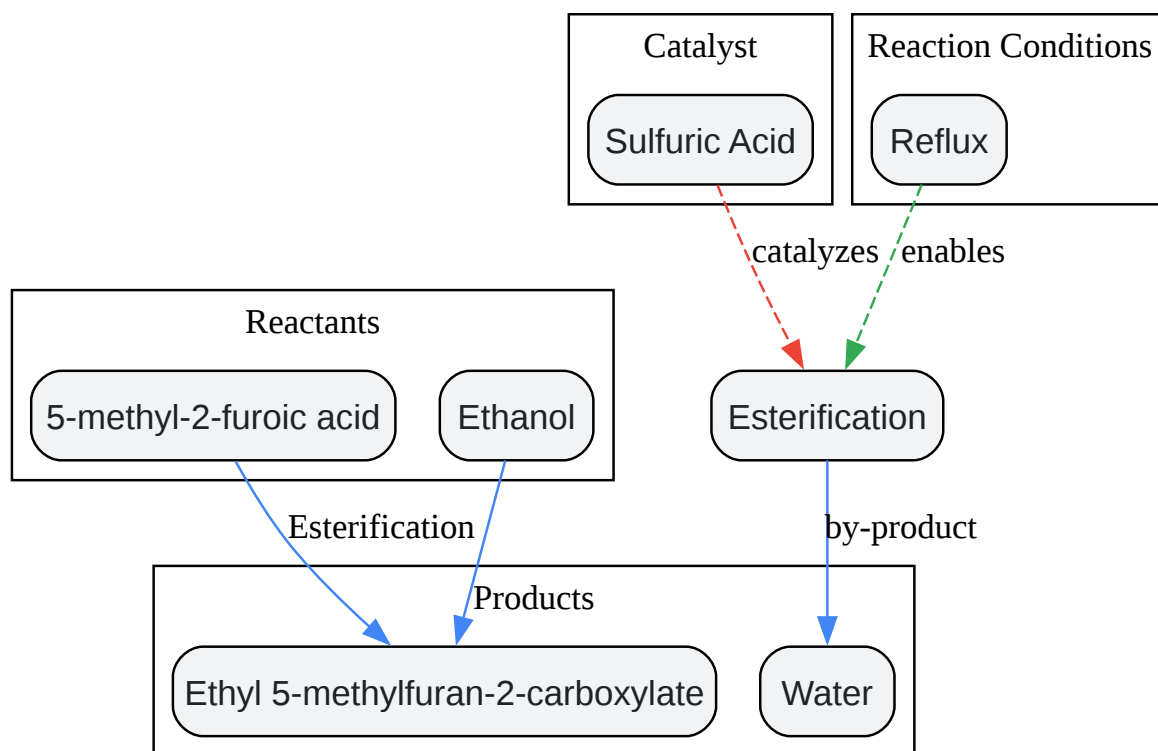 Catalyst
Reaction Conditions
Sulfuric Acid
Reflux
catalyzes
enables
Reactants
5-methyl-2-furoic acid
Ethanol
Esterification
Esterification
by-product
Products
Ethyl 5-methylfuran-2-carboxylate
Water